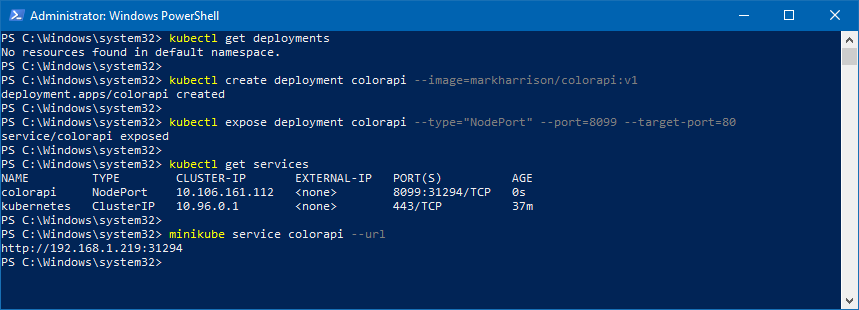 Administrator: Windows PowerShell
PS C:\Windows\system32> kubectl get deployments
No resources found in default namespace.
PS C:\Windows\system32>
PS C:\Windows\system32> kubectl create deployment colorapi --image=markharrison/colorapi:v1
deployment.apps/colorapi created
PS C:\Windows\system32>
PS C:\Windows\system32> kubectl expose deployment colorapi --type="NodePort" --port=8099 --target-port=80
service/colorapi exposed
PS C:\Windows\system32>
PS C:\Windows\system32> kubectl get services
NAME         TYPE        CLUSTER-IP       EXTERNAL-IP   PORT(S)          AGE
colorapi     NodePort    10.106.161.112   <none>        8099:31294/TCP   0s
kubernetes   ClusterIP   10.96.0.1        <none>        443/TCP          37m
PS C:\Windows\system32>
PS C:\Windows\system32> minikube service colorapi --url
http://192.168.1.219:31294
PS C:\Windows\system32>